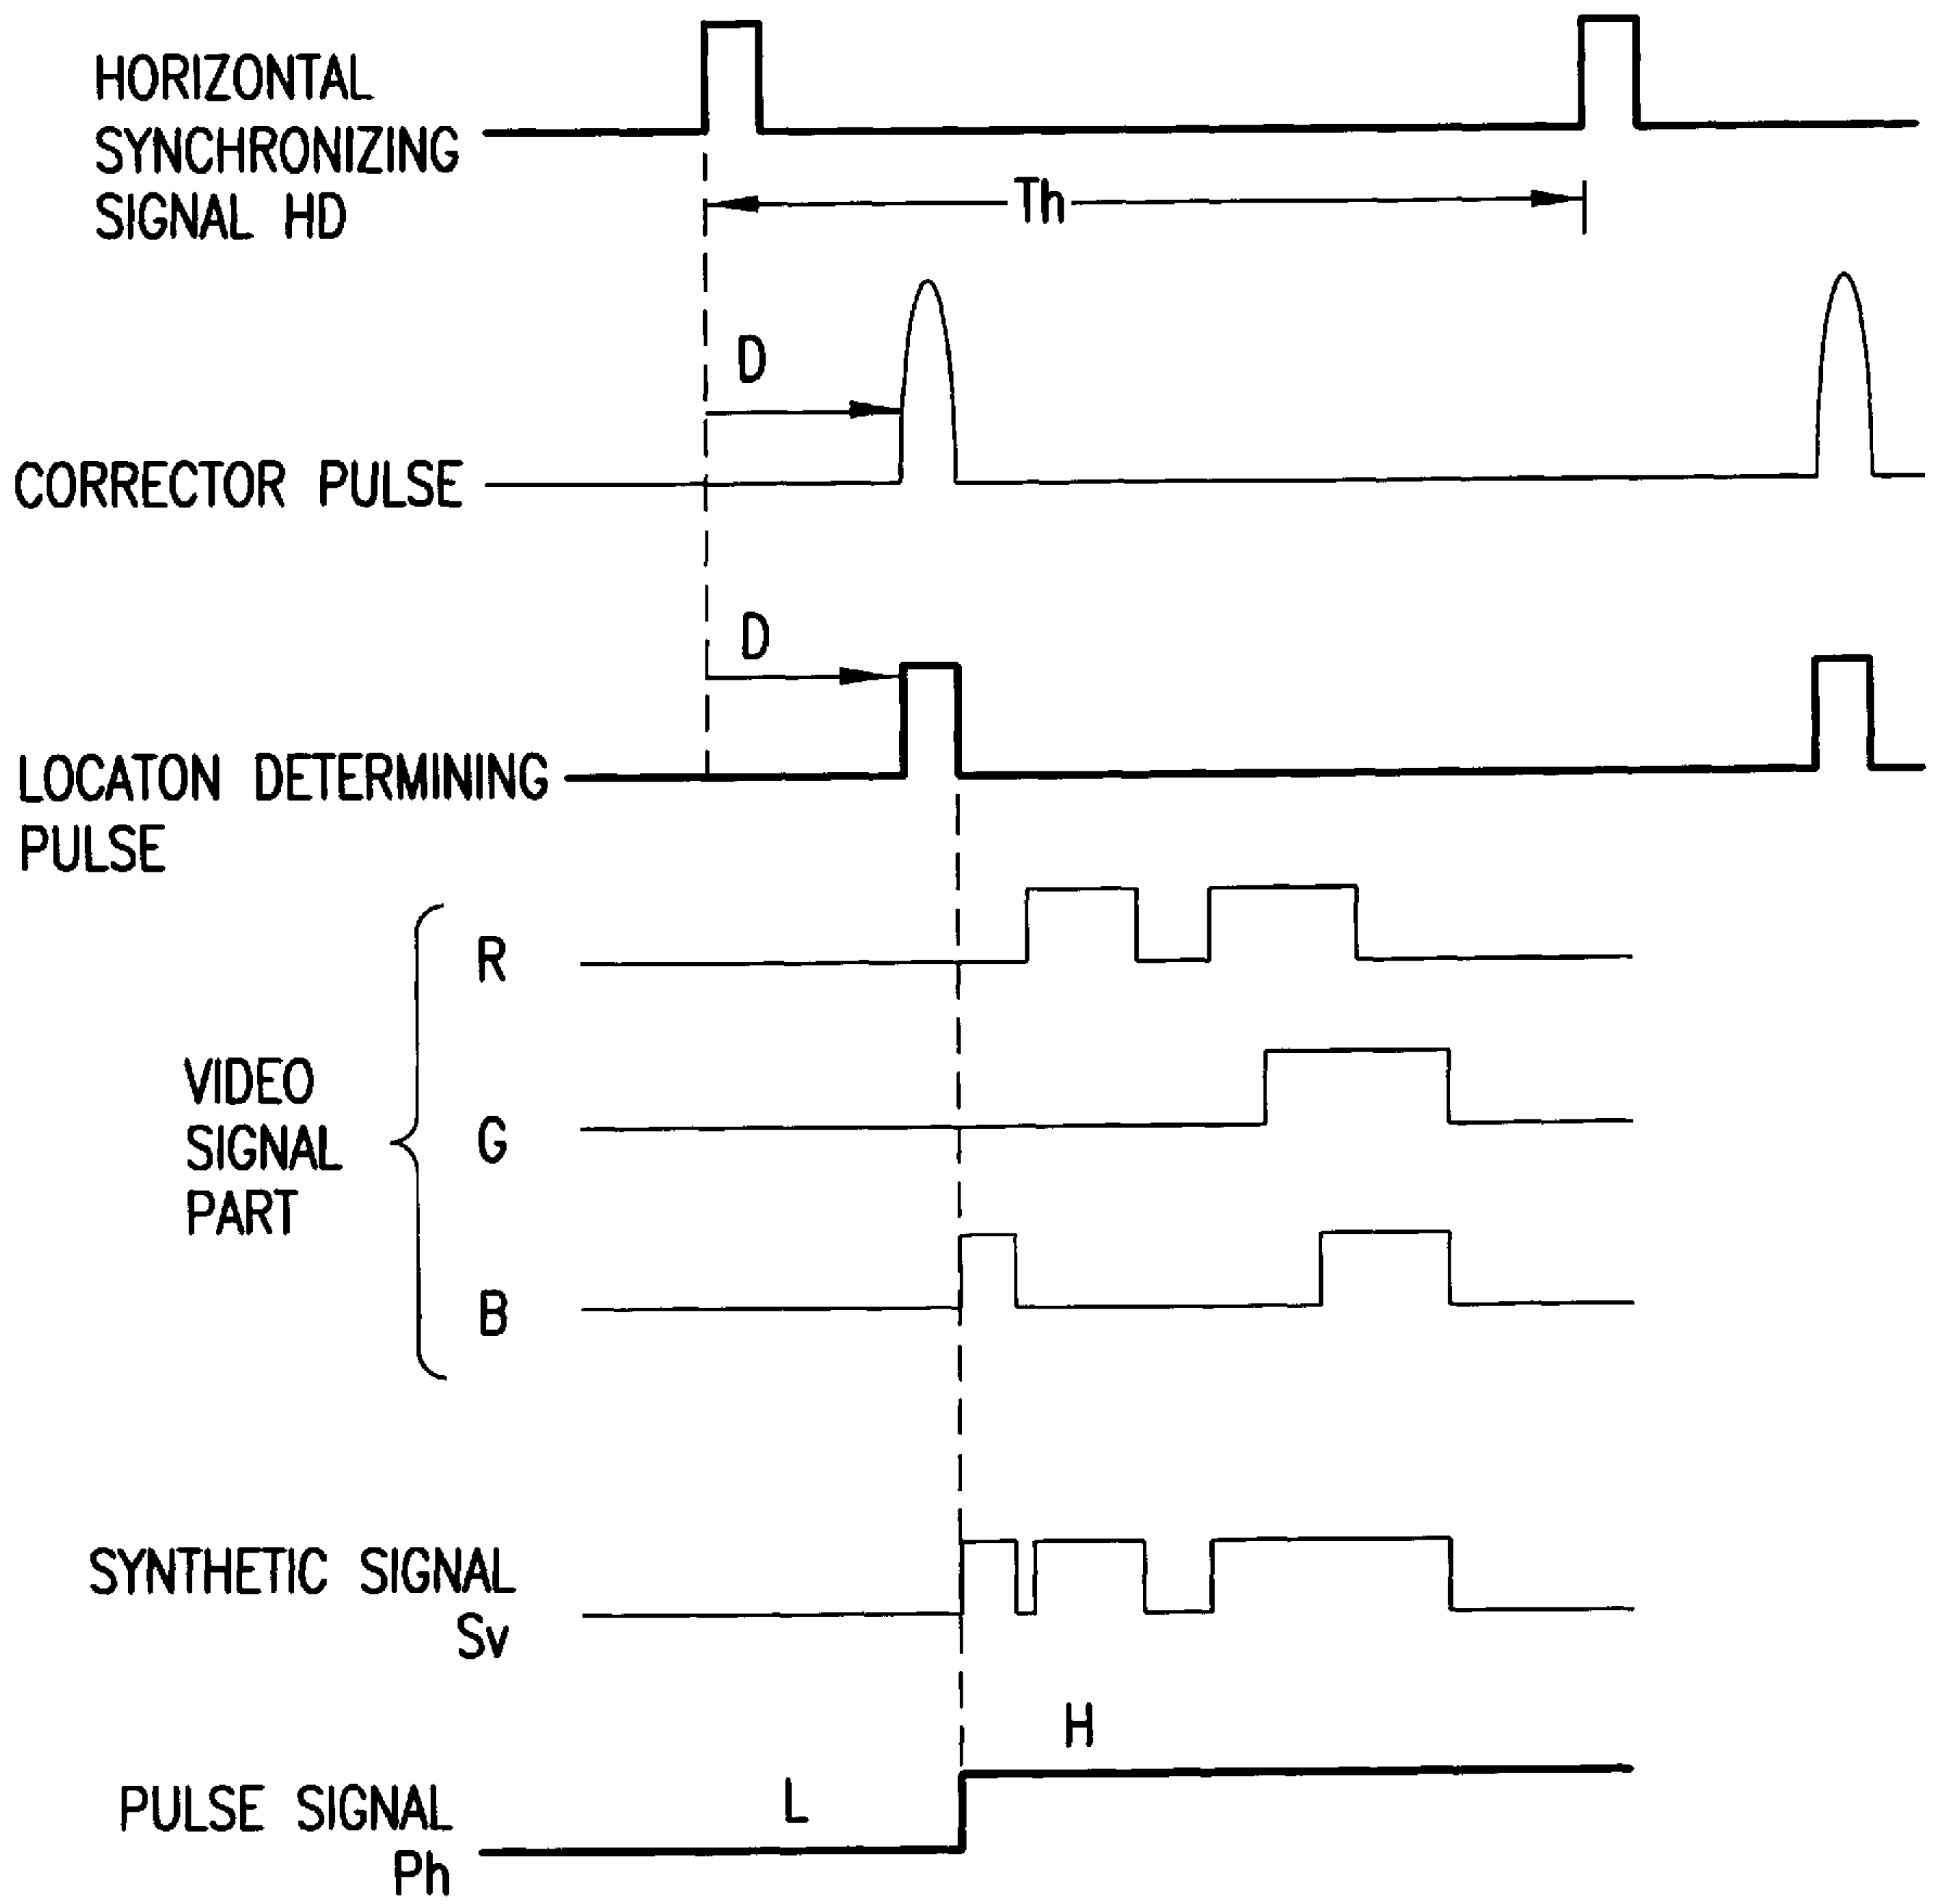 HORIZONTAL
SYNCHRONIZING
SIGNAL HD
Th
D
CORRECTOR PULSE
D
LOCATON DETERMINING
PULSE
R
VIDEO
SIGNAL
PART
G
B
SYNTHETIC SIGNAL
Sv
H
L
PULSE SIGNAL
Ph